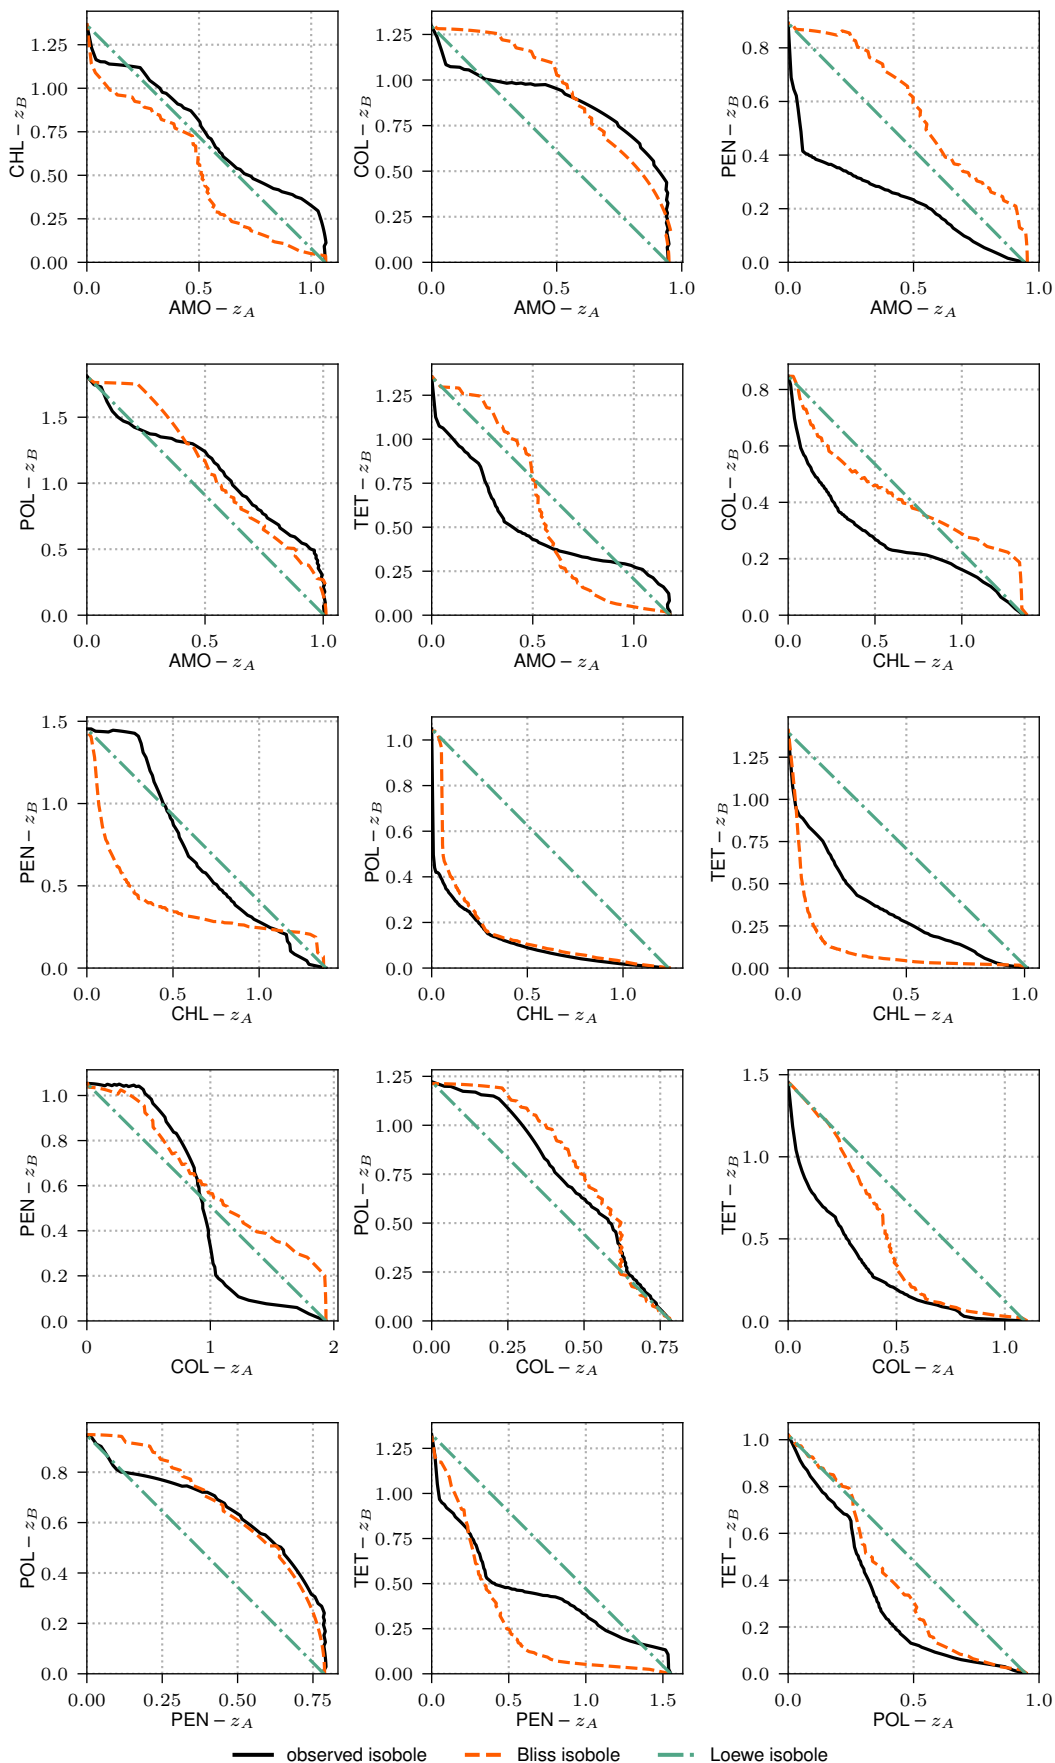 CHL – z_B
1.25
1.00
0.75
0.50
0.25
0.00
0.0 0.5 1.0
AMO – z_A
COL – z_B
1.25
1.00
0.75
0.50
0.25
0.00
0.0 0.5 1.0
AMO – z_A
PEN – z_B
0.8
0.6
0.4
0.2
0.0
0.0 0.5 1.0
AMO – z_A
POL – z_B
1.5
1.0
0.5
0.0
0.0 0.5 1.0
AMO – z_A
TET – z_B
1.25
1.00
0.75
0.50
0.25
0.00
0.0 0.5 1.0
AMO – z_A
COL – z_B
0.8
0.6
0.4
0.2
0.0
0.0 0.5 1.0
CHL – z_A
PEN – z_B
1.5
1.0
0.5
0.0
0.0 0.5 1.0
CHL – z_A
POL – z_B
1.0
0.8
0.6
0.4
0.2
0.0
0.0 0.5 1.0
CHL – z_A
TET – z_B
1.25
1.00
0.75
0.50
0.25
0.00
0.0 0.5 1.0
CHL – z_A
PEN – z_B
1.0
0.8
0.6
0.4
0.2
0.0
0 1 2
COL – z_A
POL – z_B
1.25
1.00
0.75
0.50
0.25
0.00
0.00 0.25 0.50 0.75
COL – z_A
TET – z_B
1.5
1.0
0.5
0.0
0.0 0.5 1.0
COL – z_A
POL – z_B
0.8
0.6
0.4
0.2
0.0
0.00 0.25 0.50 0.75
PEN – z_A
TET – z_B
1.25
1.00
0.75
0.50
0.25
0.00
0.0 0.5 1.0 1.5
PEN – z_A
TET – z_B
1.0
0.8
0.6
0.4
0.2
0.0
0.0 0.5 1.0
POL – z_A
observed isobole Bliss isobole Loewe isobole